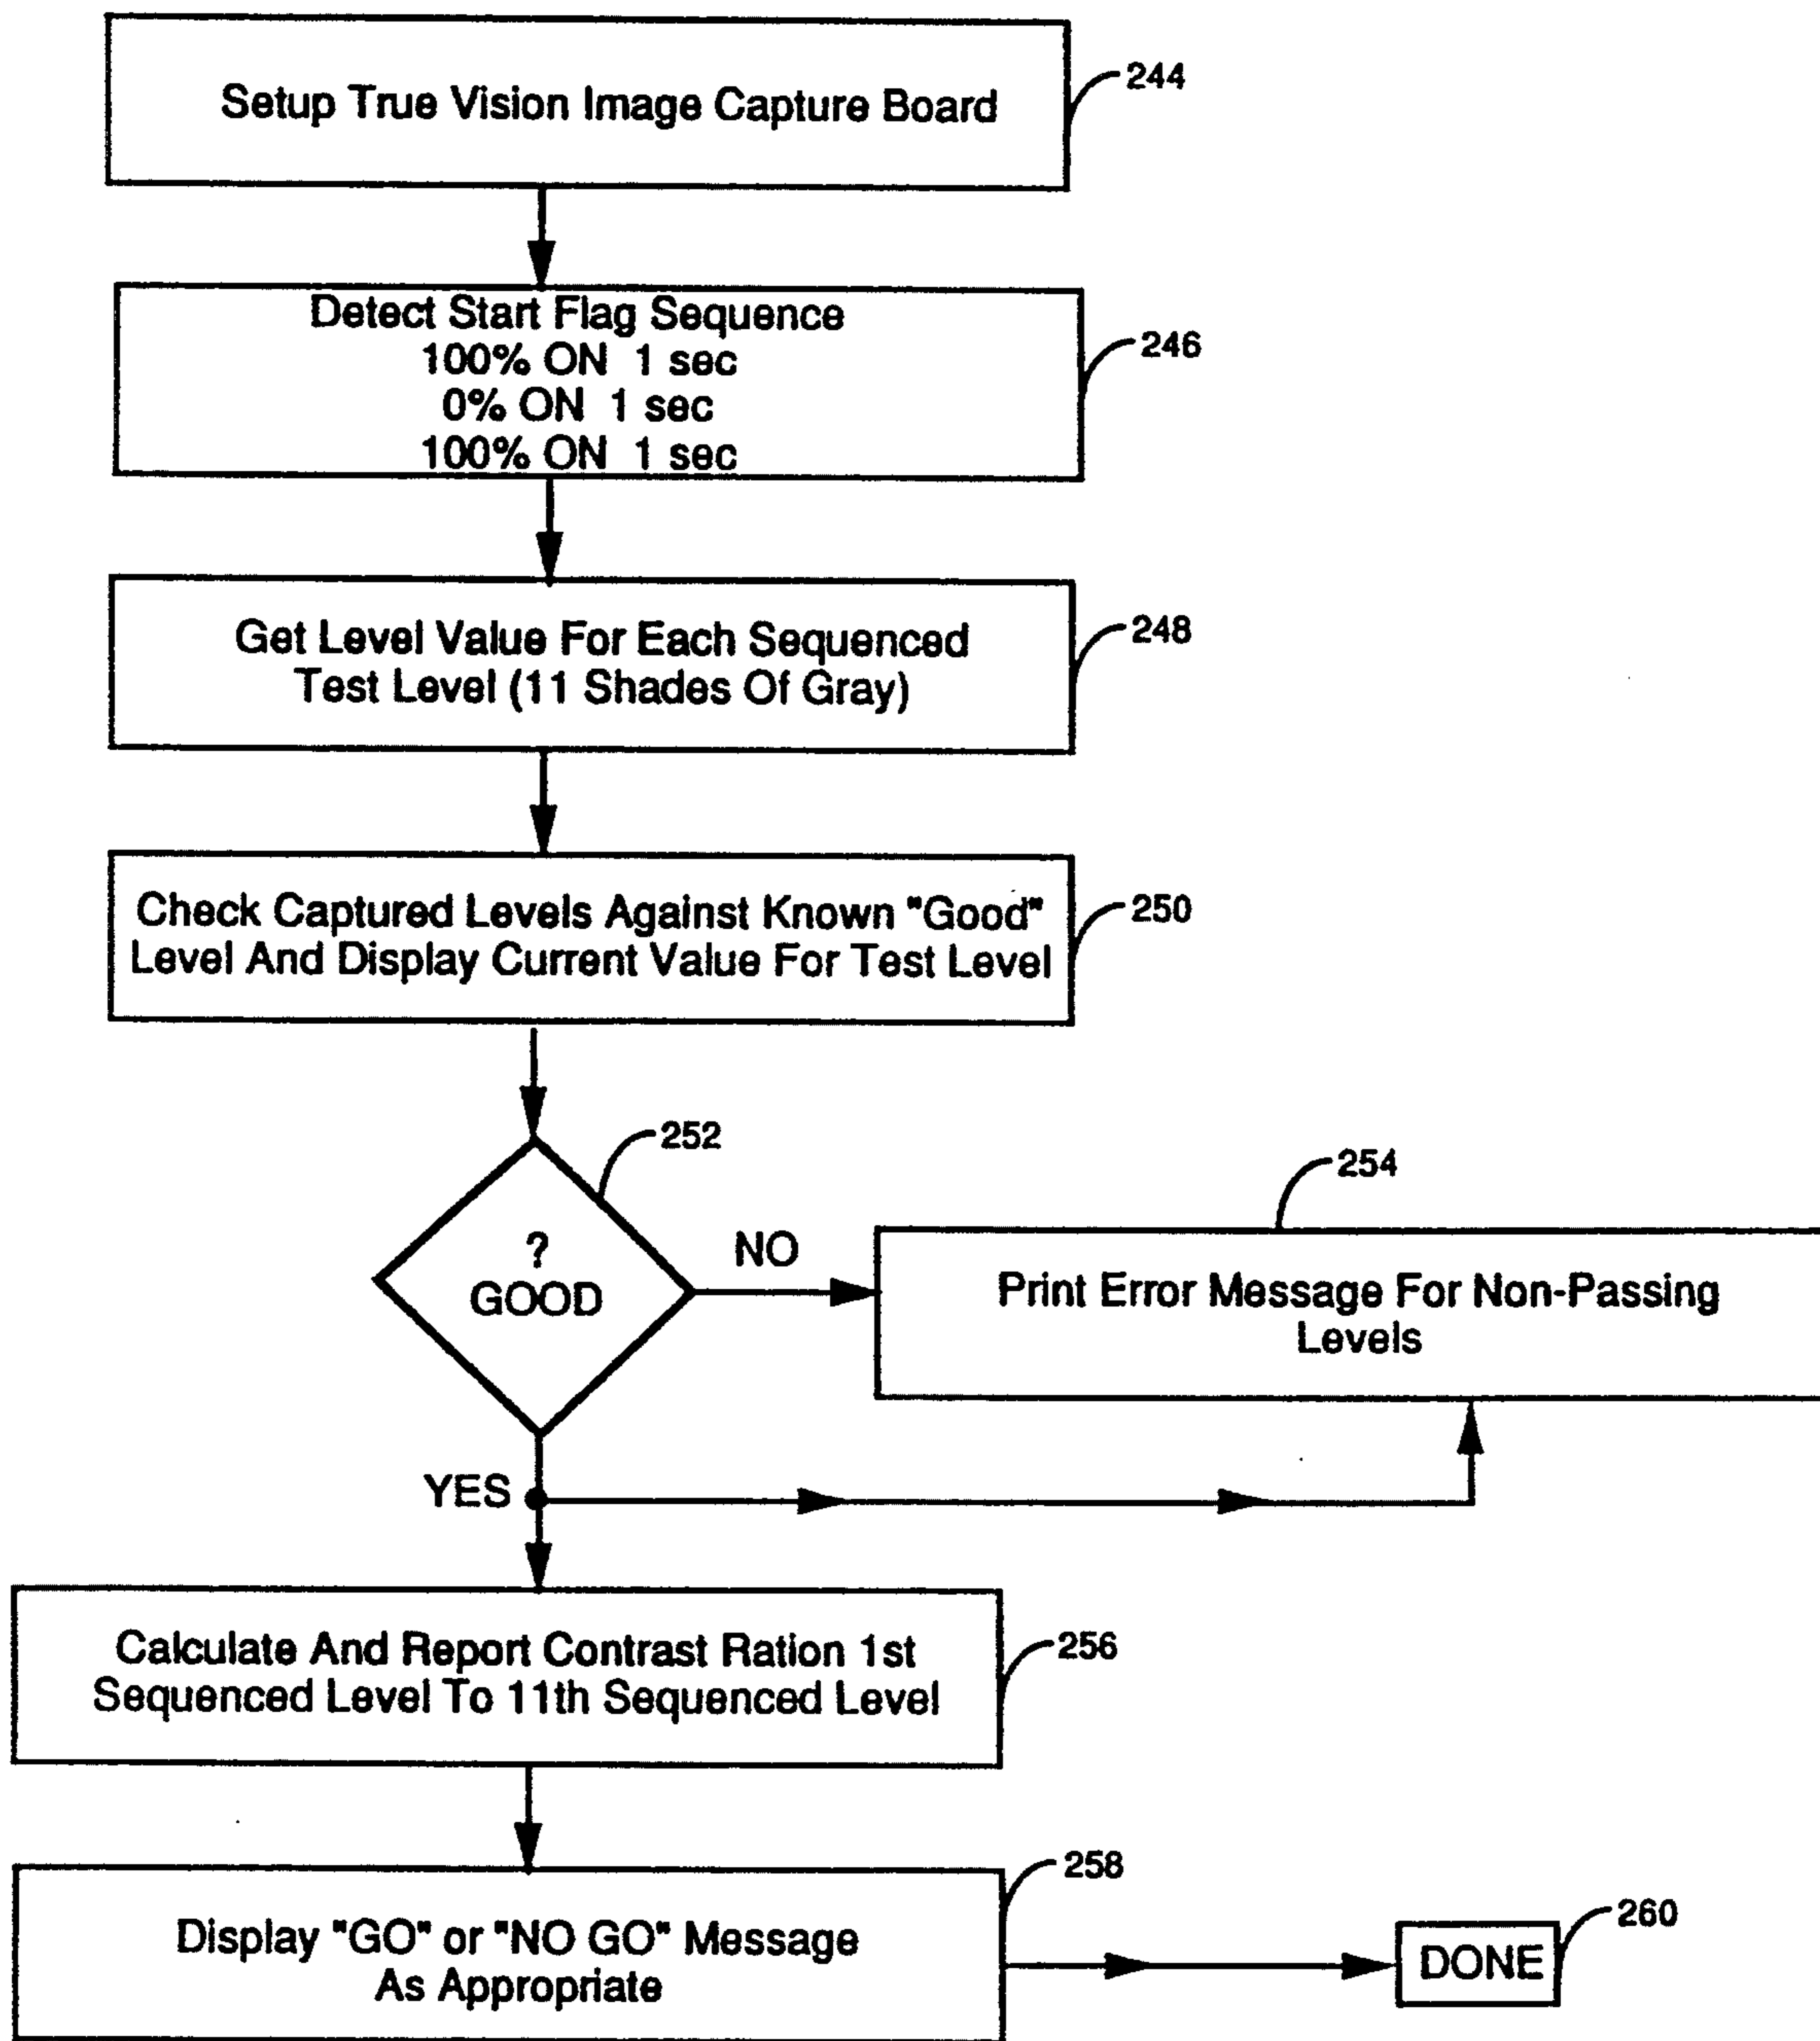 Setup True Vision Image Capture Board
244
Detect Start Flag Sequence
100% ON 1 sec
0% ON 1 sec
100% ON 1 sec
246
Get Level Value For Each Sequenced
Test Level (11 Shades Of Gray)
248
Check Captured Levels Against Known "Good"
Level And Display Current Value For Test Level
250
252
?
GOOD
NO
254
Print Error Message For Non-Passing
Levels
YES
Calculate And Report Contrast Ration 1st
Sequenced Level To 11th Sequenced Level
256
Display "GO" or "NO GO" Message
As Appropriate
258
DONE
260